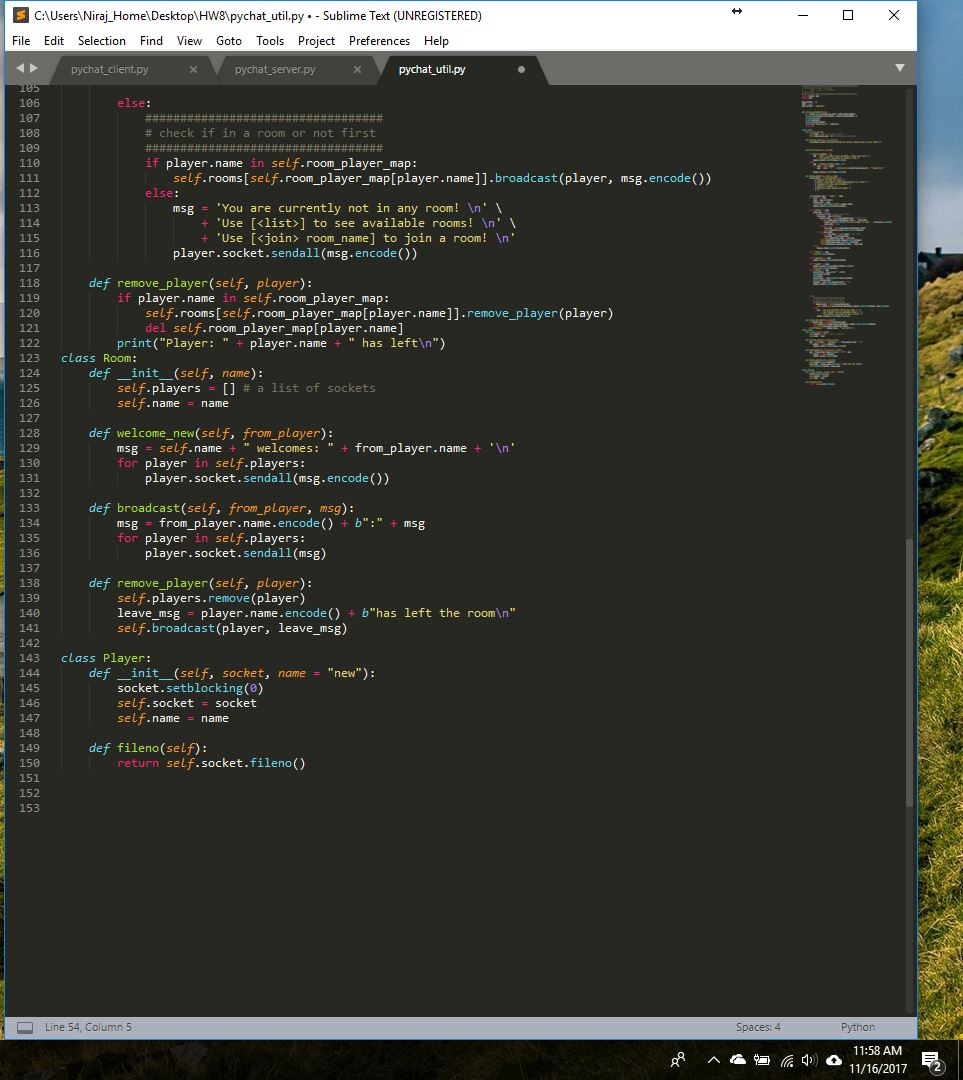 C:\Users\Niraj_Home\Desktop\HW8\pychat_util.py • - Sublime Text (UNREGISTERED)
File Edit Selection Find View Goto Tools Project Preferences Help
pychat_client.py pychat_server.py pychat_util.py
105
106 else:
107 ##################################
108 # check if in a room or not first
109 ##################################
110 if player.name in self.room_player_map:
111 self.rooms[self.room_player_map[player.name]].broadcast(player, msg.encode())
112 else:
113 msg = 'You are currently not in any room! \n' \
114 + 'Use [<list>] to see available rooms! \n' \
115 + 'Use [<join> room_name] to join a room! \n'
116 player.socket.sendall(msg.encode())
117
118 def remove_player(self, player):
119 if player.name in self.room_player_map:
120 self.rooms[self.room_player_map[player.name]].remove_player(player)
121 del self.room_player_map[player.name]
122 print("Player: " + player.name + " has left\n")
123 class Room:
124 def __init__(self, name):
125 self.players = [] # a list of sockets
126 self.name = name
127
128 def welcome_new(self, from_player):
129 msg = self.name + " welcomes: " + from_player.name + '\n'
130 for player in self.players:
131 player.socket.sendall(msg.encode())
132
133 def broadcast(self, from_player, msg):
134 msg = from_player.name.encode() + b":" + msg
135 for player in self.players:
136 player.socket.sendall(msg)
137
138 def remove_player(self, player):
139 self.players.remove(player)
140 leave_msg = player.name.encode() + b"has left the room\n"
141 self.broadcast(player, leave_msg)
142
143 class Player:
144 def __init__(self, socket, name = "new"):
145 socket.setblocking(0)
146 self.socket = socket
147 self.name = name
148
149 def fileno(self):
150 return self.socket.fileno()
151
152
153
Line 54, Column 5 Spaces: 4 Python
11:58 AM
11/16/2017
2